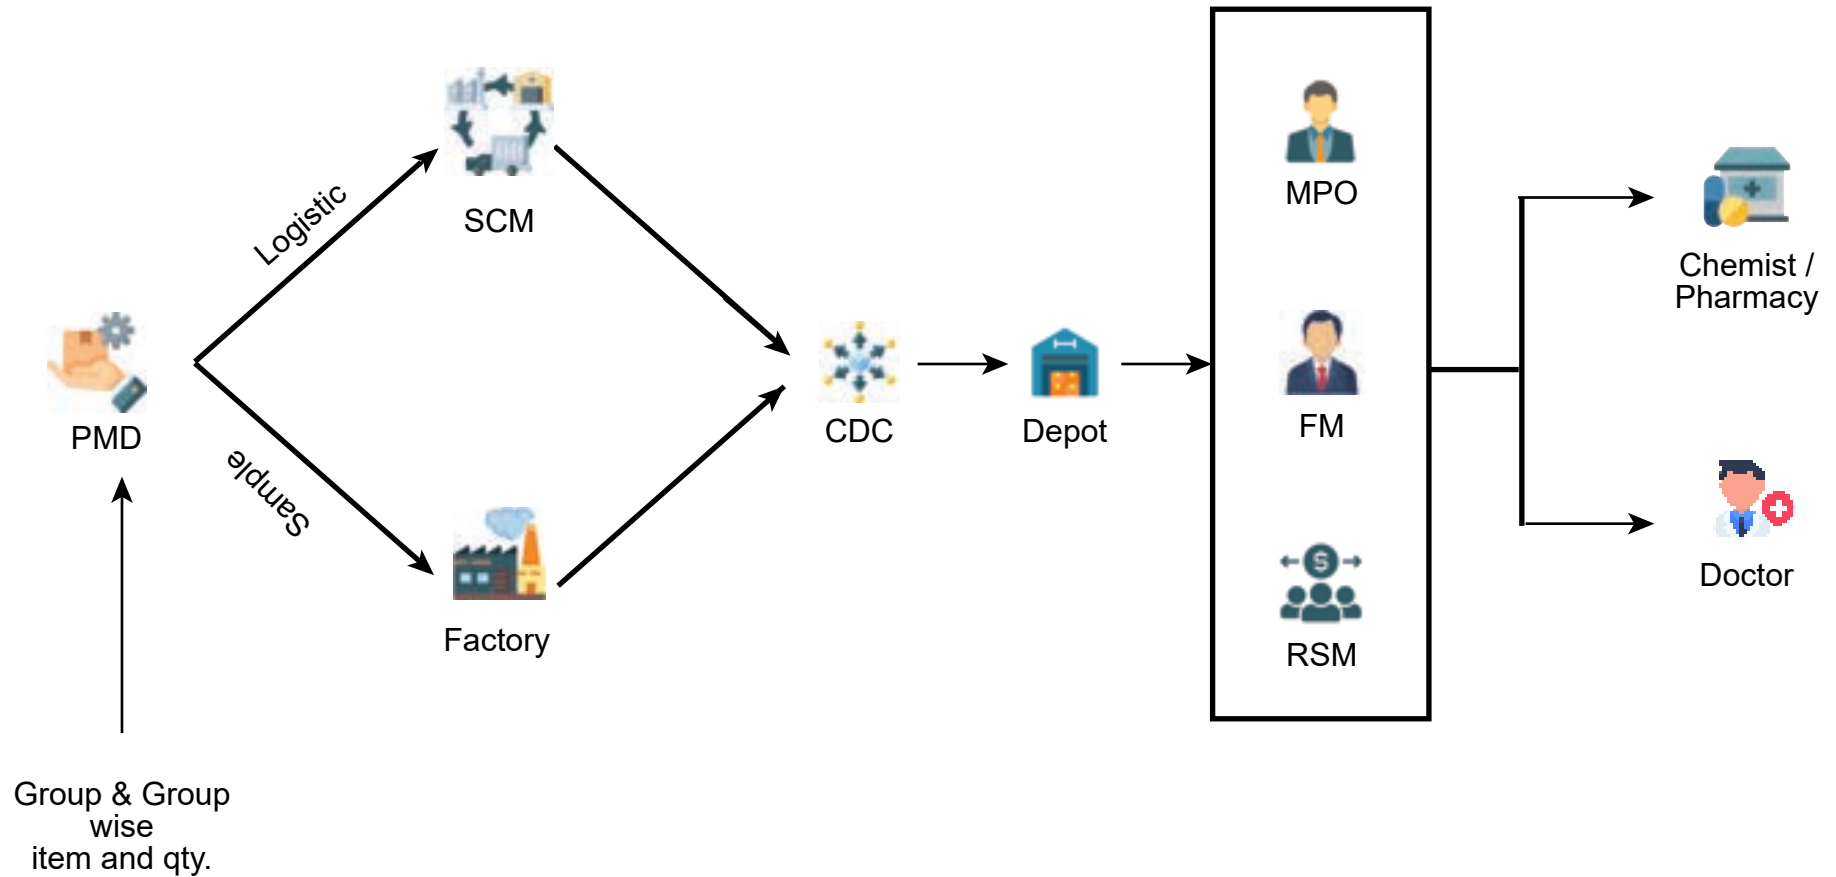 MPO
Logistic
SCM
Chemist /
Pharmacy
FM
PMD
CDC
Depot
Sample
Doctor
Factory
RSM
Group & Group
wise
item and qty.